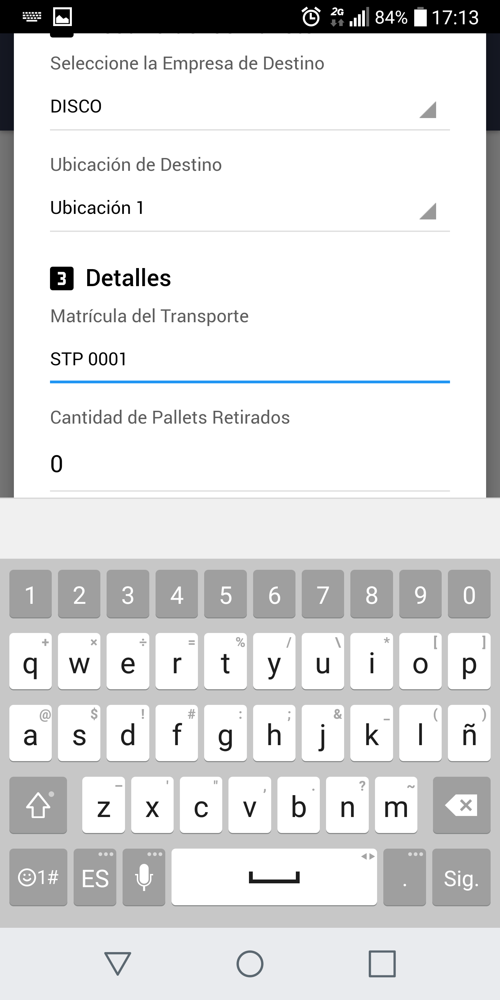 2G 84% 17:13
Seleccione la Empresa de Destino
DISCO
Ubicación de Destino
Ubicación 1
3 Detalles
Matrícula del Transporte
STP 0001
Cantidad de Pallets Retirados
0
1 2 3 4 5 6 7 8 9 0
+ × ÷ = % / \ * [ ]
q w e r t y u i o p
@ $ ! # : ; & _ ( )
a s d f g h j k l ñ
– ' " , . ? ~
z x c v b n m
1# ES . Sig.